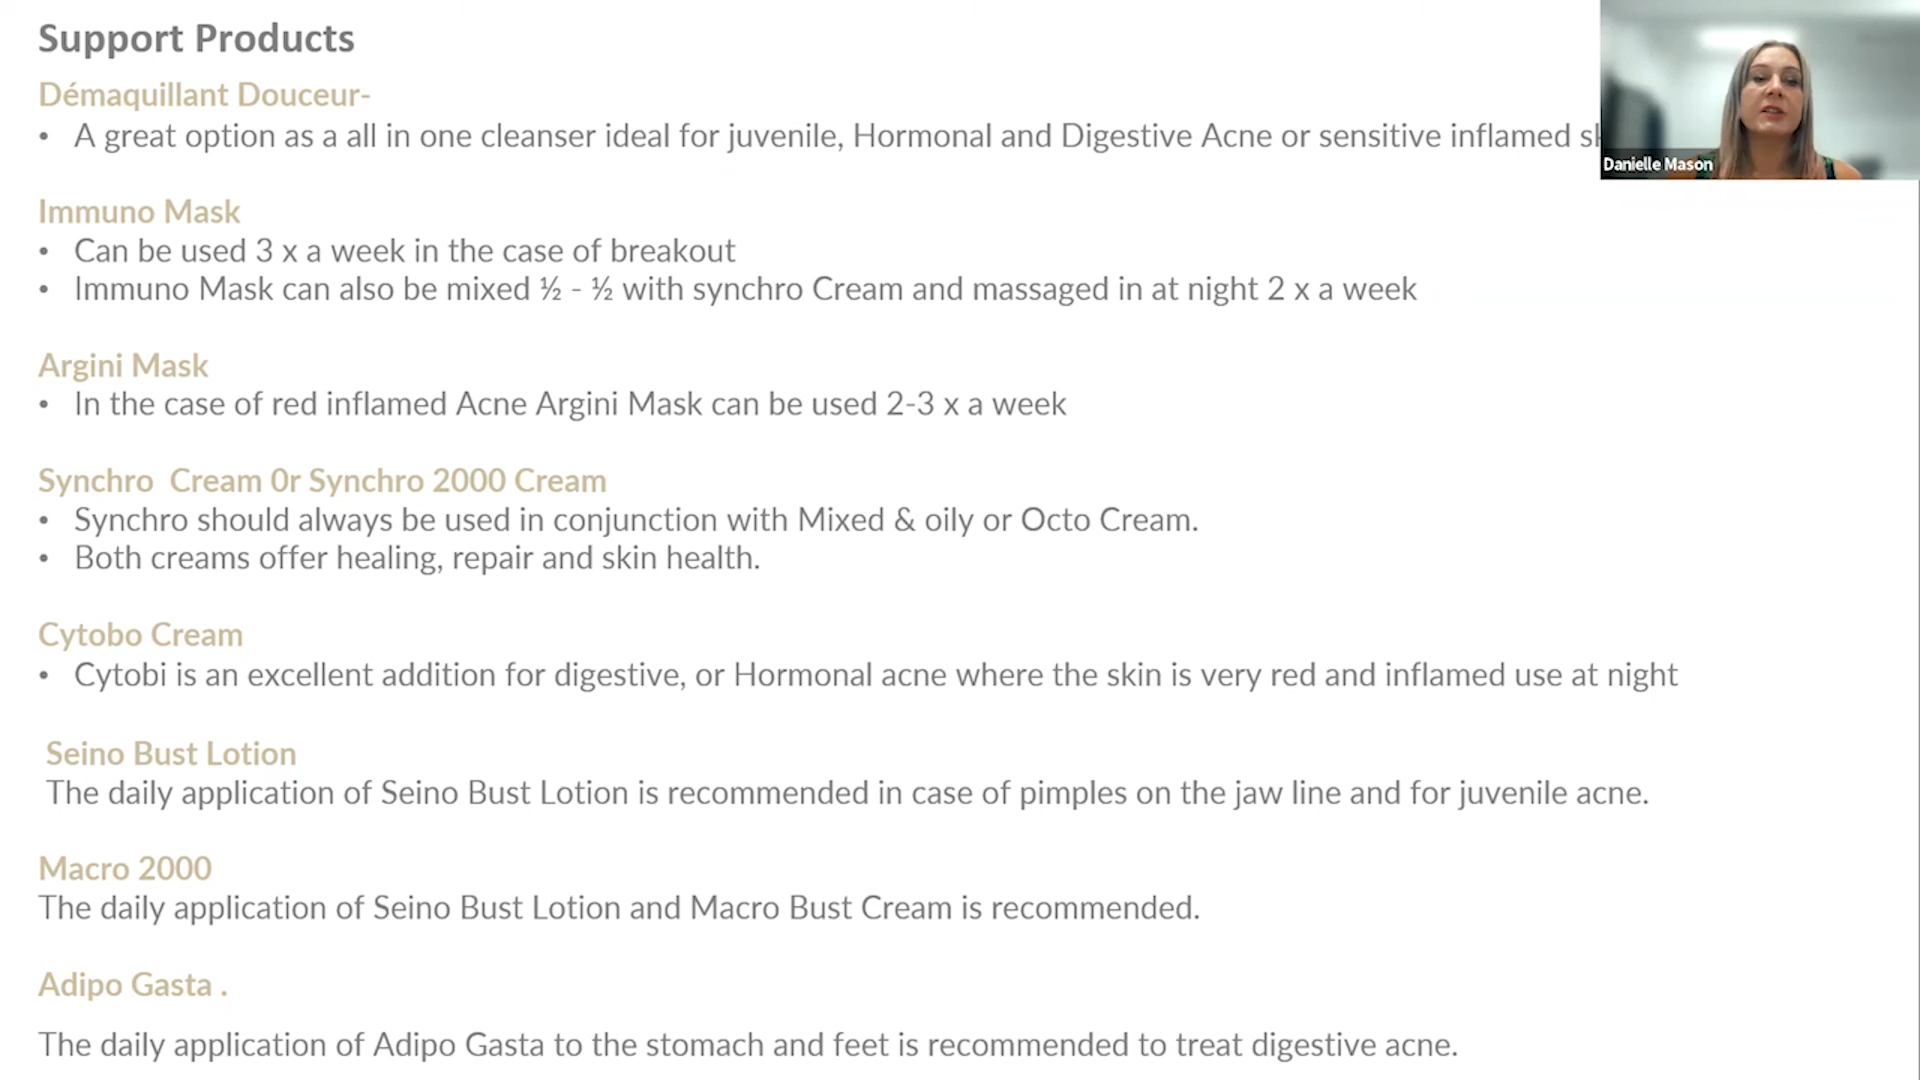 Support Products
Démaquillant Douceur-
• A great option as a all in one cleanser ideal for juvenile, Hormonal and Digestive Acne or sensitive inflamed
Danielle Mason
Immuno Mask
• Can be used 3 x a week in the case of breakout
• Immuno Mask can also be mixed ½ - ½ with synchro Cream and massaged in at night 2 x a week
Argini Mask
• In the case of red inflamed Acne Argini Mask can be used 2-3 x a week
Synchro  Cream 0r Synchro 2000 Cream
• Synchro should always be used in conjunction with Mixed & oily or Octo Cream.
• Both creams offer healing, repair and skin health.
Cytobo Cream
• Cytobi is an excellent addition for digestive, or Hormonal acne where the skin is very red and inflamed use at night
Seino Bust Lotion
The daily application of Seino Bust Lotion is recommended in case of pimples on the jaw line and for juvenile acne.
Macro 2000
The daily application of Seino Bust Lotion and Macro Bust Cream is recommended.
Adipo Gasta .
The daily application of Adipo Gasta to the stomach and feet is recommended to treat digestive acne.